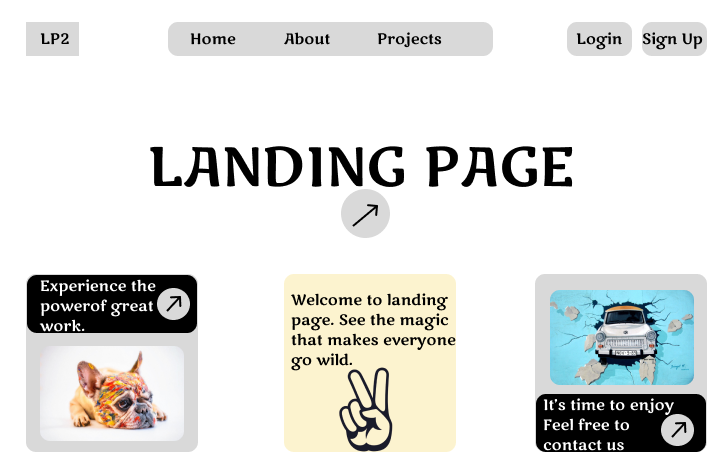 LP2
Home About Projects
Login Sign Up
LANDING PAGE
Experience the
powerof great
work.
Welcome to landing
page. See the magic
that makes everyone
go wild.
It's time to enjoy
Feel free to
contact us